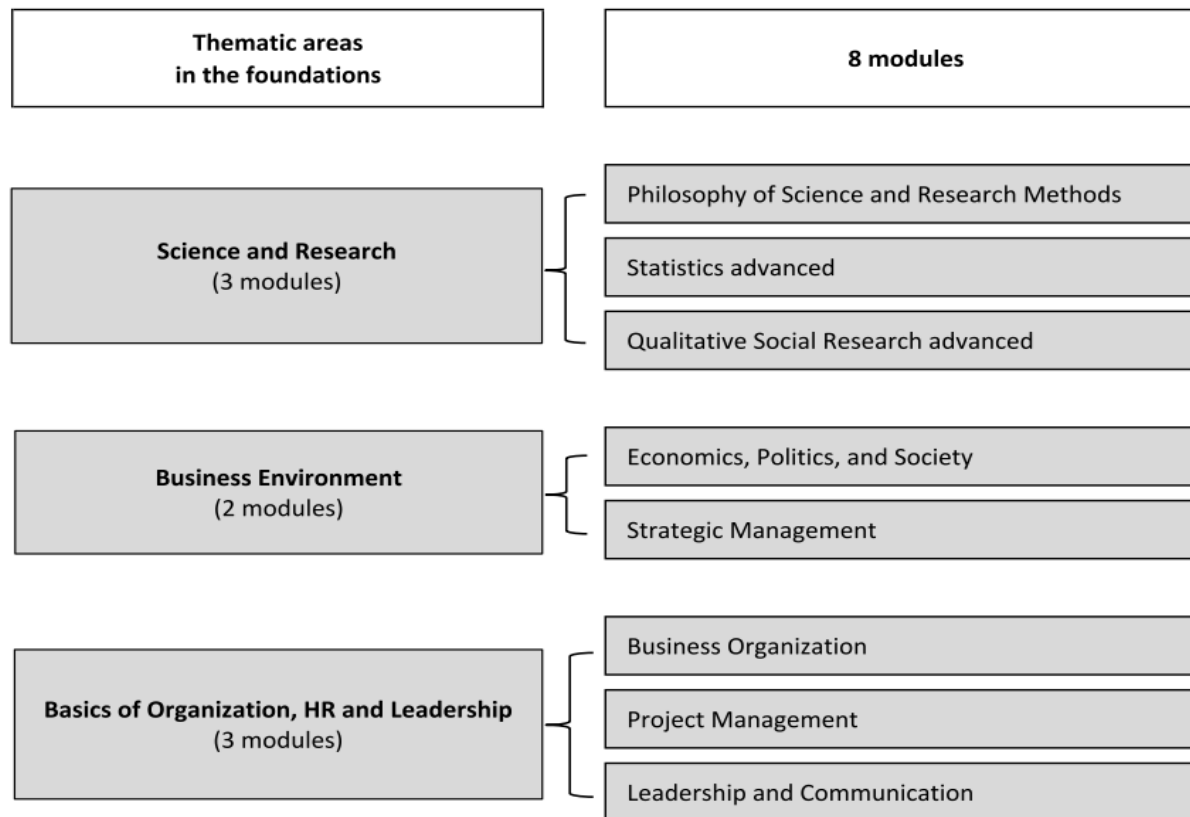 Thematic areas
in the foundations
8 modules
Science and Research
(3 modules)
Philosophy of Science and Research Methods
Statistics advanced
Qualitative Social Research advanced
Business Environment
(2 modules)
Economics, Politics, and Society
Strategic Management
Basics of Organization, HR and Leadership
(3 modules)
Business Organization
Project Management
Leadership and Communication